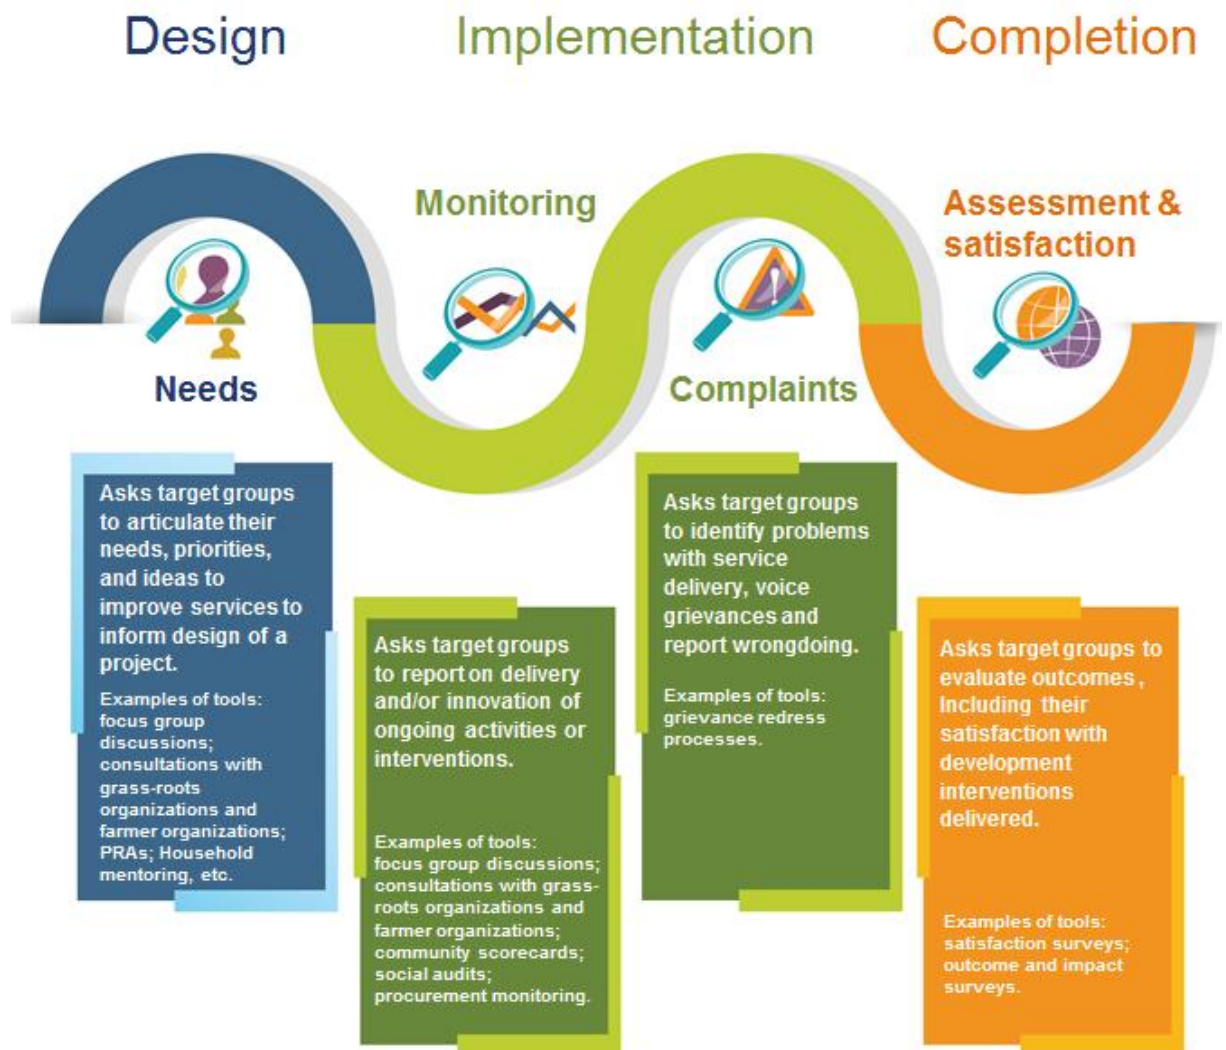 Design
Implementation
Completion
Monitoring
Assessment &
satisfaction
Needs
Complaints
Asks target groups
to articulate their
needs, priorities,
and ideas to
improve services to
inform design of a
project.
Examples of tools:
focus group
discussions;
consultations with
grass-roots
organizations and
farmer organizations;
PRAs; Household
mentoring, etc.
Asks target groups
to report on delivery
and/or innovation of
ongoing activities or
interventions.
Examples of tools:
focus group discussions;
consultations with grass-
roots organizations and
farmer organizations;
community scorecards;
social audits;
procurement monitoring.
Asks target groups
to identify problems
with service
delivery, voice
grievances and
report wrongdoing.
Examples of tools:
grievance redress
processes.
Asks target groups to
evaluate outcomes ,
Including their
satisfaction with
development
interventions
delivered.
Examples of tools:
satisfaction surveys;
outcome and impact
surveys.